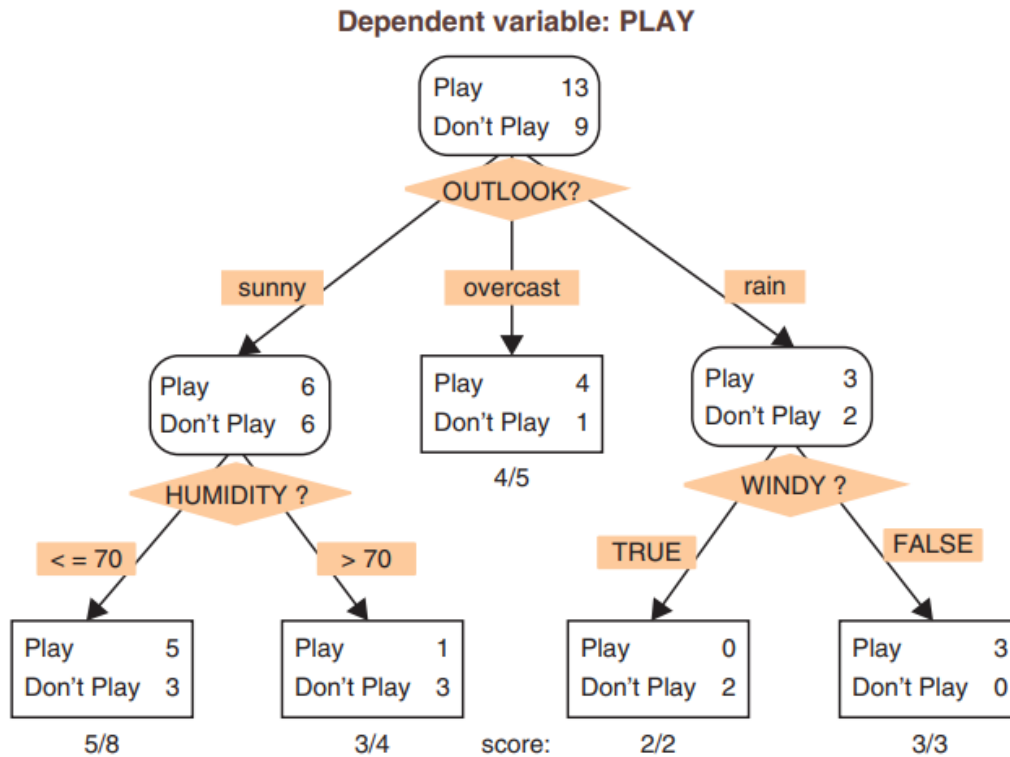 Dependent variable: PLAY
Play 13
Don't Play 9
OUTLOOK?
sunny
overcast
rain
Play 6
Don't Play 6
Play 4
Don't Play 1
4/5
Play 3
Don't Play 2
HUMIDITY ?
WINDY ?
< = 70
> 70
TRUE
FALSE
Play 5
Don't Play 3
Play 1
Don't Play 3
Play 0
Don't Play 2
Play 3
Don't Play 0
5/8
3/4
score:
2/2
3/3